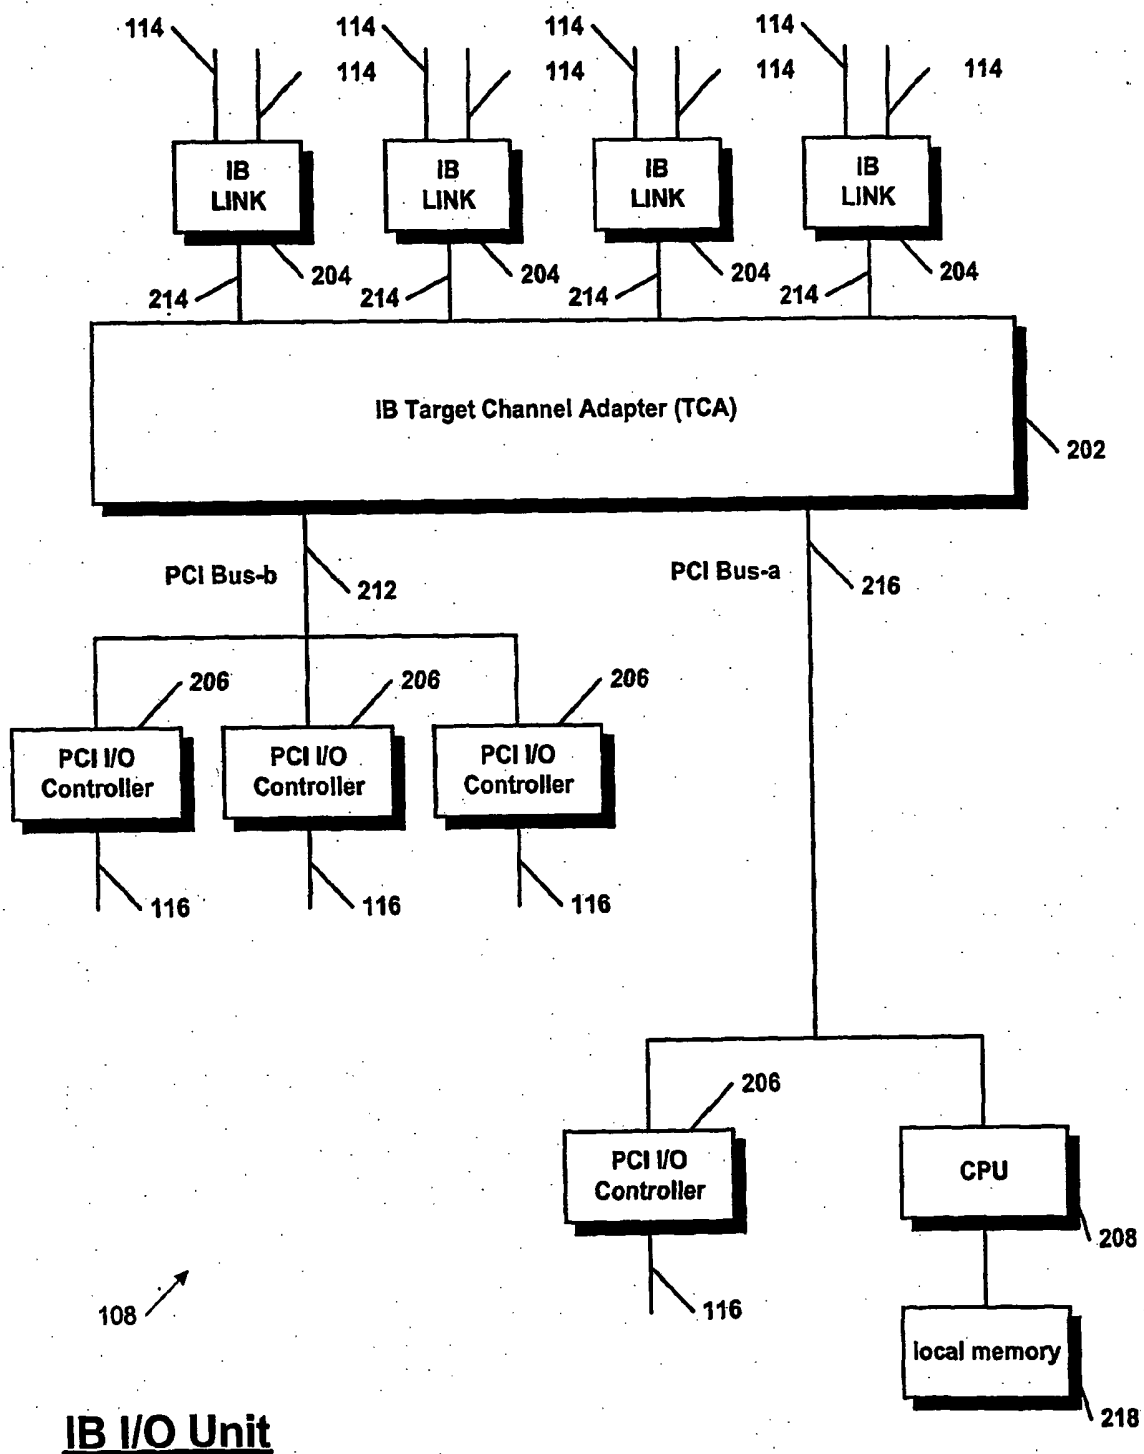 114 114 114 114
114 114 114 114
IB LINK
IB LINK
IB LINK
IB LINK
204 204 204 204
214 214 214 214
IB Target Channel Adapter (TCA)
202
PCI Bus-b
212
PCI Bus-a
216
206 206 206
PCI I/O
Controller
PCI I/O
Controller
PCI I/O
Controller
116 116 116
206
PCI I/O
Controller
CPU
208
116
108
local memory
218
IB I/O Unit